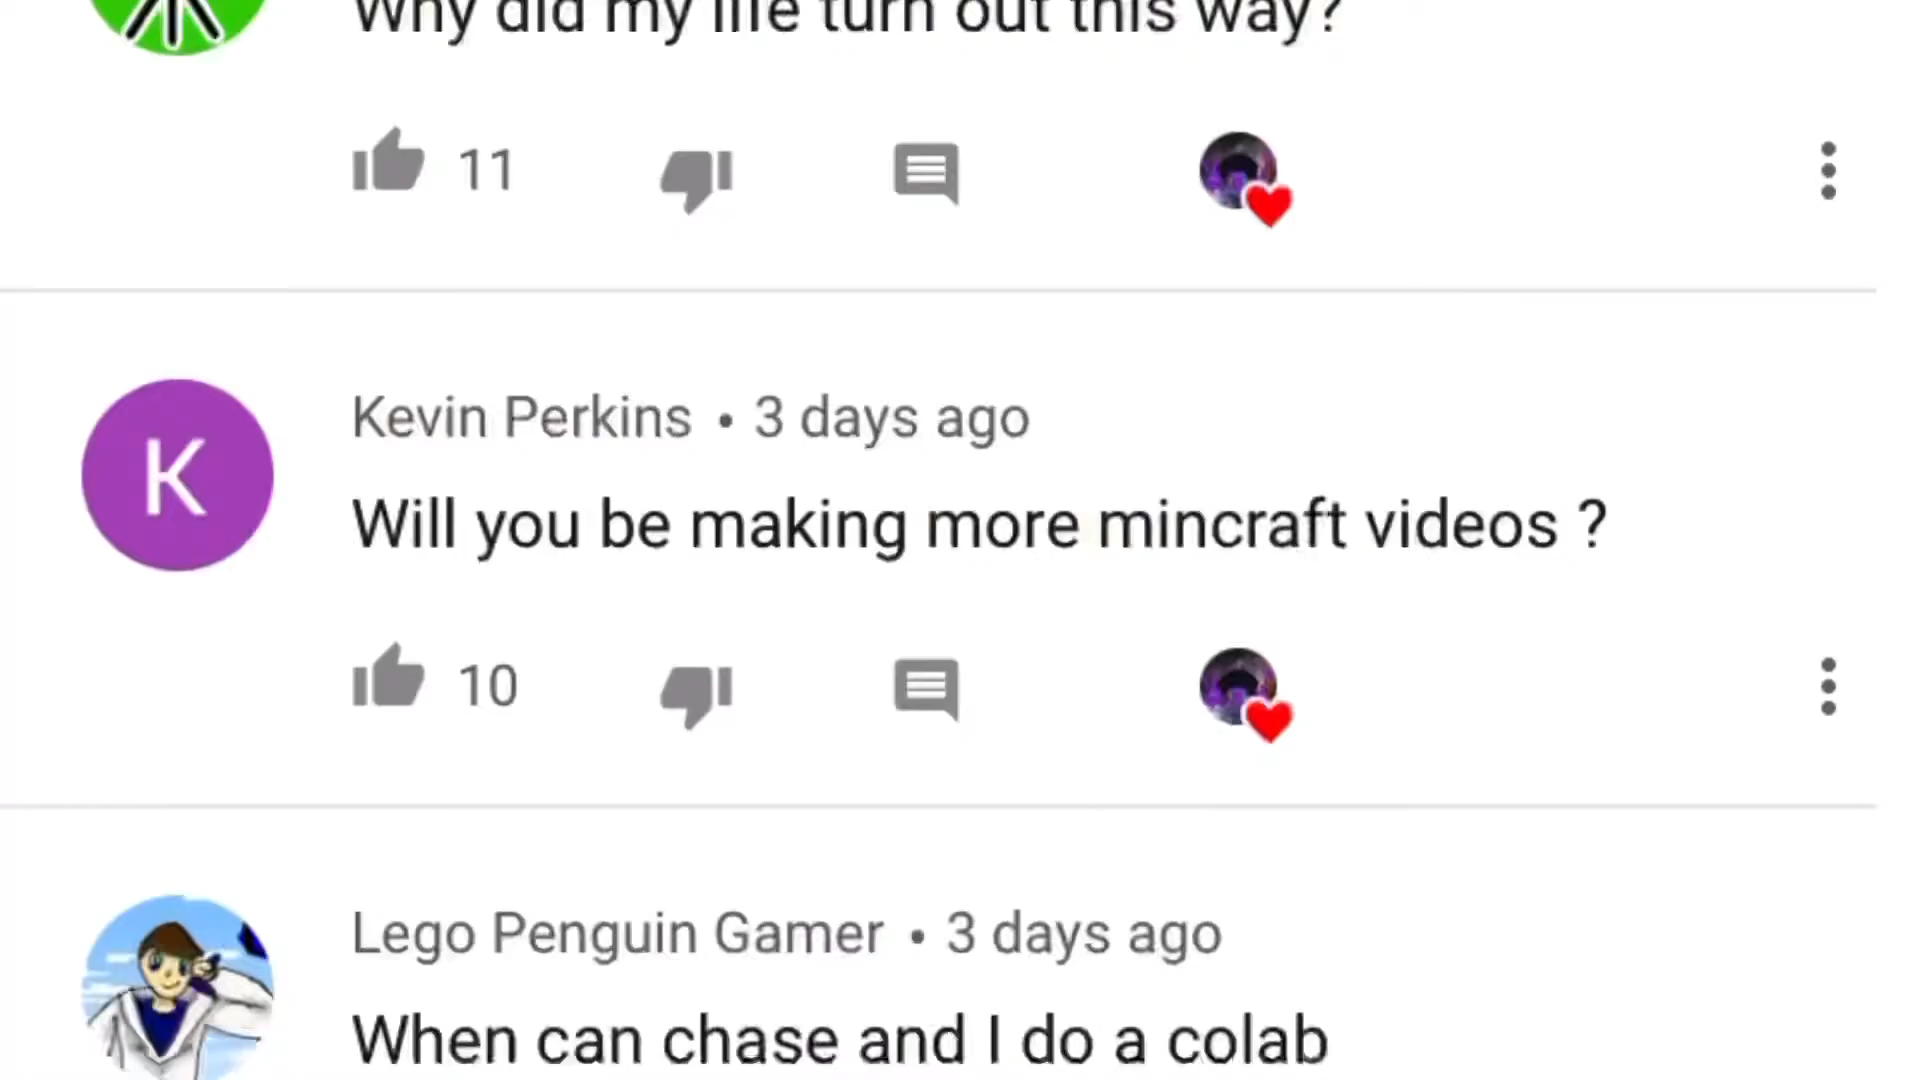 Why did my life turn out this way?
11
K
Kevin Perkins • 3 days ago
Will you be making more mincraft videos ?
10
Lego Penguin Gamer • 3 days ago
When can chase and I do a colab